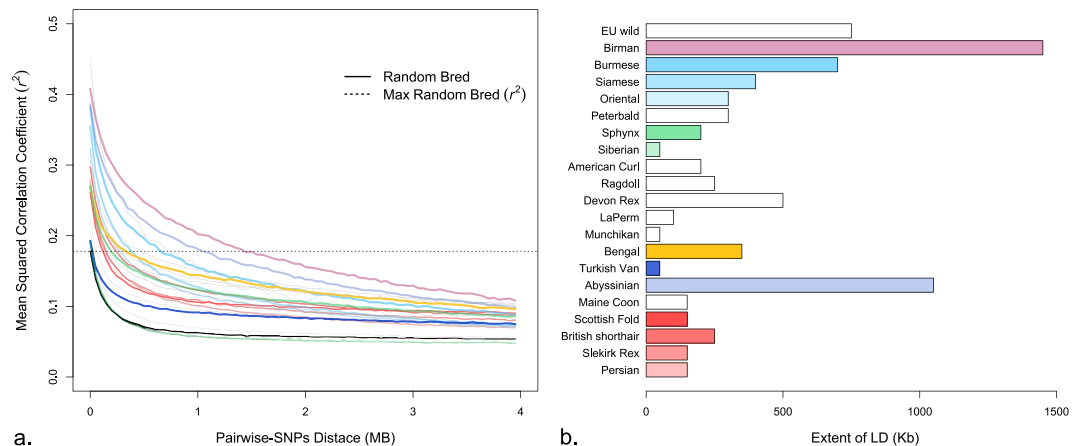 0.5
0.4
0.3
0.2
0.1
0.0
Mean Squared Correlation Coefficient (r²)
Random Bred
Max Random Bred (r²)
0 1 2 3 4
Pairwise-SNPs Distace (MB)
a.
EU wild
Birman
Burmese
Siamese
Oriental
Peterbald
Sphynx
Siberian
American Curl
Ragdoll
Devon Rex
LaPerm
Munchikan
Bengal
Turkish Van
Abyssinian
Maine Coon
Scottish Fold
British shorthair
Slekirk Rex
Persian
0 500 1000 1500
Extent of LD (Kb)
b.